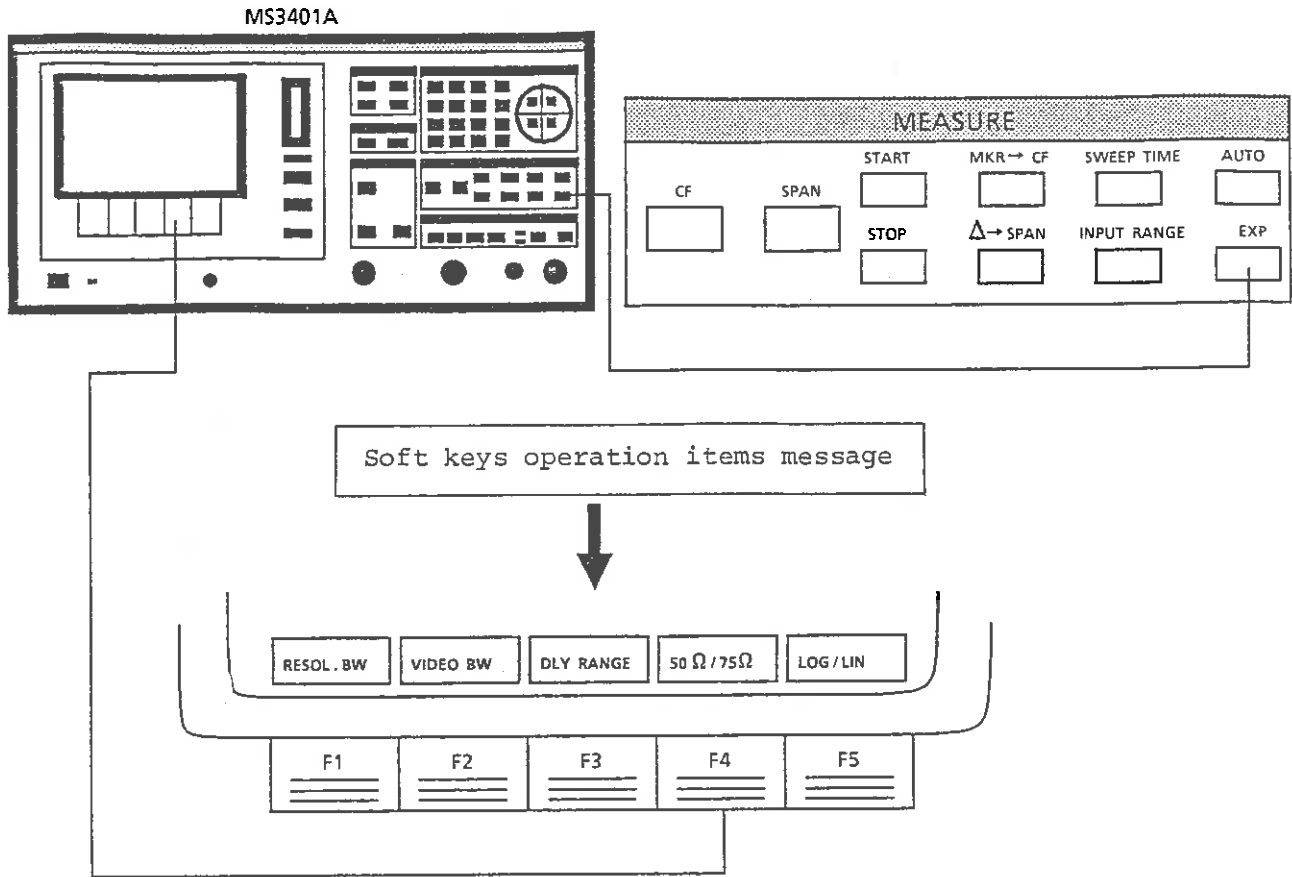 MS3401A
MEASURE
START MKR→ CF SWEEP TIME AUTO
CF SPAN
STOP Δ→ SPAN INPUT RANGE EXP
Soft keys operation items message
RESOL.BW VIDEO BW DLY RANGE 50 Ω/75Ω LOG/LIN
F1 F2 F3 F4 F5